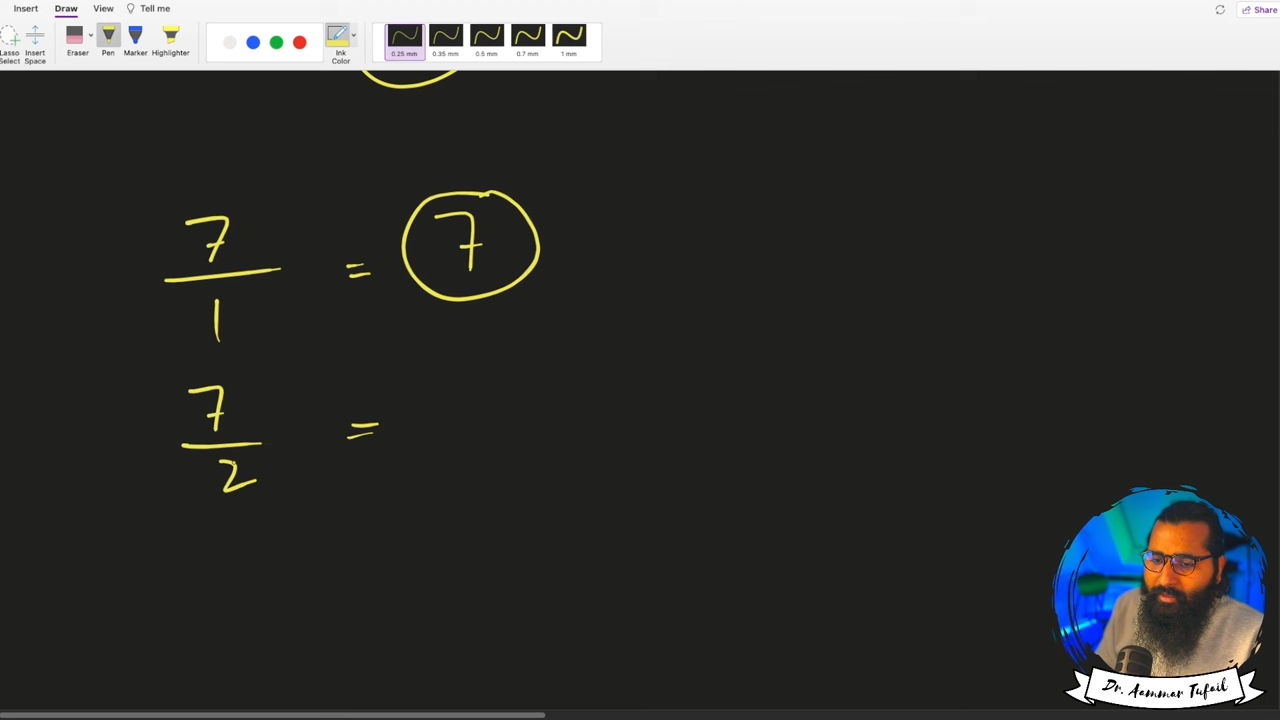 Insert Draw View Tell me
Share
Lasso Select
Insert Space
Eraser
Pen
Marker
Highlighter
Ink Color
0.25 mm
0.35 mm
0.5 mm
0.7 mm
1 mm
7
1
= 7
7
2
=
Dr. Aammar Tufail